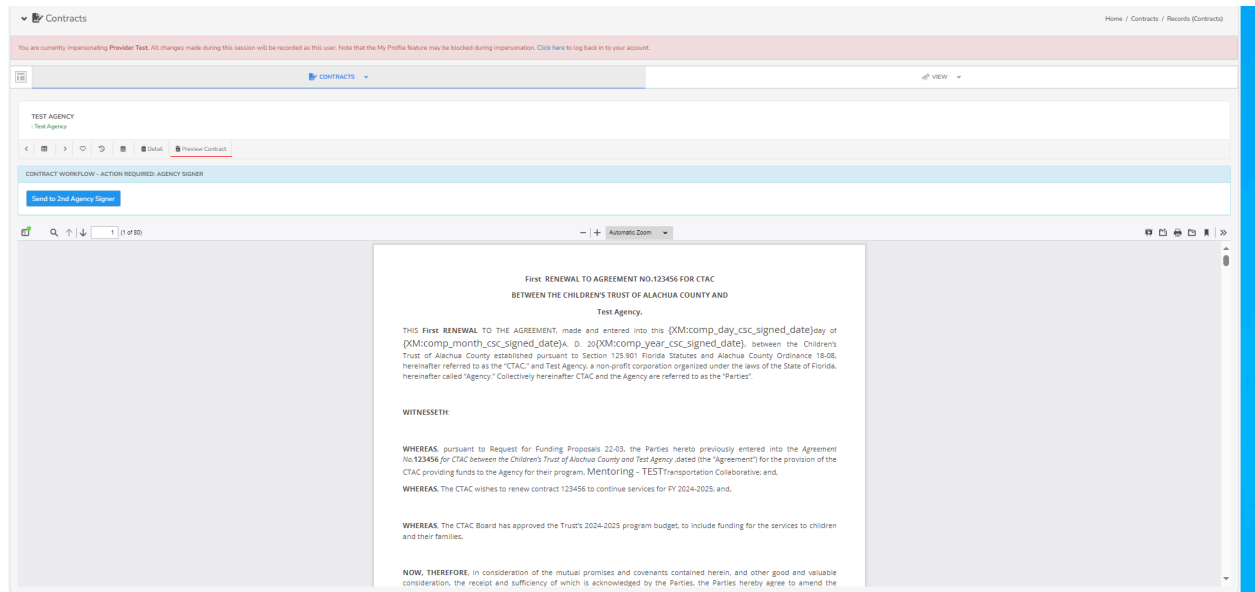 Contracts
Home / Contracts / Records (Contracts)
You are currently impersonating Provider Test. All changes made during this session will be recorded as this user. Note that the My Profile feature may be blocked during impersonation. Click here to log back in to your account.
CONTRACTS
VIEW
TEST AGENCY
: Test Agency
Detail
Preview Contract
CONTRACT WORKFLOW - ACTION REQUIRED: AGENCY SIGNER
Send to 2nd Agency Signer
1 (1 of 80)
Automatic Zoom
First RENEWAL TO AGREEMENT NO.123456 FOR CTAC
BETWEEN THE CHILDREN'S TRUST OF ALACHUA COUNTY AND
Test Agency.
THIS First RENEWAL TO THE AGREEMENT, made and entered into this {XM:comp_day_csc_signed_date}day of
{XM:comp_month_csc_signed_date}A. D. 20{XM:comp_year_csc_signed_date}, between the Children's
Trust of Alachua County established pursuant to Section 125.901 Florida Statutes and Alachua County Ordinance 18-08,
hereinafter referred to as the "CTAC," and Test Agency, a non-profit corporation organized under the laws of the State of Florida,
hereinafter called "Agency." Collectively hereinafter CTAC and the Agency are referred to as the "Parties".
WITNESSETH:
WHEREAS, pursuant to Request for Funding Proposals 22-03, the Parties hereto previously entered into the Agreement
No.123456 for CTAC between the Children's Trust of Alachua County and Test Agency ,dated (the "Agreement") for the provision of the
CTAC providing funds to the Agency for their program, Mentoring - TESTTransportation Collaborative; and,
WHEREAS, The CTAC wishes to renew contract 123456 to continue services for FY 2024-2025; and,
WHEREAS, The CTAC Board has approved the Trust's 2024-2025 program budget, to include funding for the services to children
and their families,
NOW, THEREFORE, in consideration of the mutual promises and covenants contained herein, and other good and valuable
consideration, the receipt and sufficiency of which is acknowledged by the Parties, the Parties hereby agree to amend the